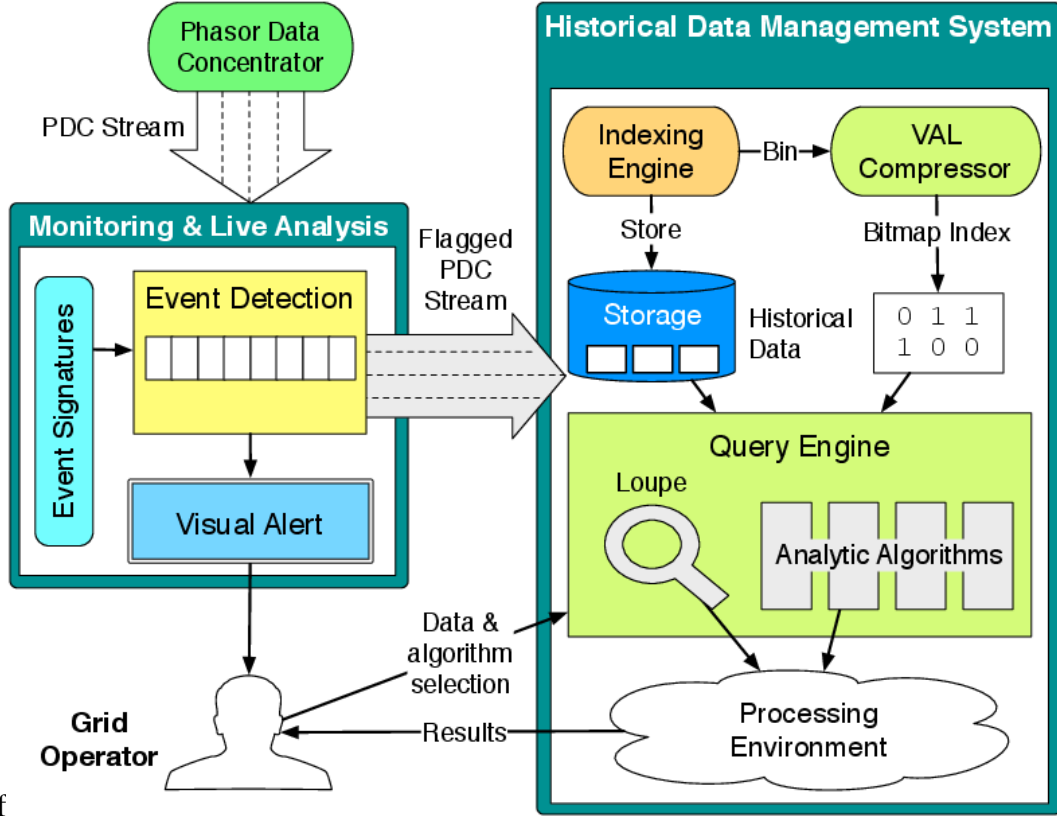 Phasor Data
Concentrator
PDC Stream
Monitoring & Live Analysis
Event Signatures
Event Detection
Visual Alert
Flagged
PDC
Stream
Historical Data Management System
Indexing
Engine
Bin
VAL
Compressor
Store
Bitmap Index
Storage
Historical
Data
0 1 1
1 0 0
Query Engine
Loupe
Analytic Algorithms
Data &
algorithm
selection
Results
Processing
Environment
Grid
Operator
f